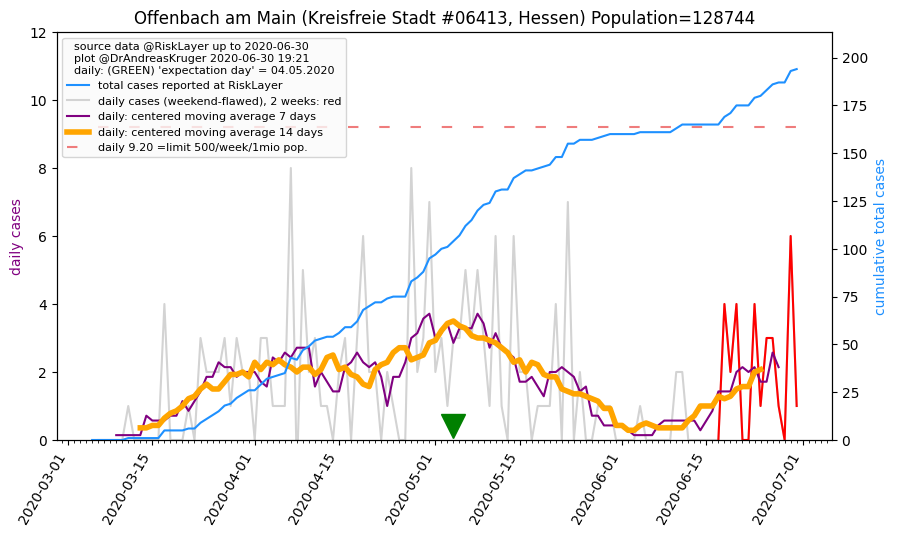 Offenbach am Main (Kreisfreie Stadt #06413, Hessen) Population=128744
source data @RiskLayer up to 2020-06-30
plot @DrAndreasKruger 2020-06-30 19:21
daily: (GREEN) 'expectation day' = 04.05.2020
total cases reported at RiskLayer
daily cases (weekend-flawed), 2 weeks: red
daily: centered moving average 7 days
daily: centered moving average 14 days
daily 9.20 =limit 500/week/1mio pop.
daily cases
12
10
8
6
4
2
0
cumulative total cases
200
175
150
125
100
75
50
25
0
2020-03-01
2020-03-15
2020-04-01
2020-04-15
2020-05-01
2020-05-15
2020-06-01
2020-06-15
2020-07-01